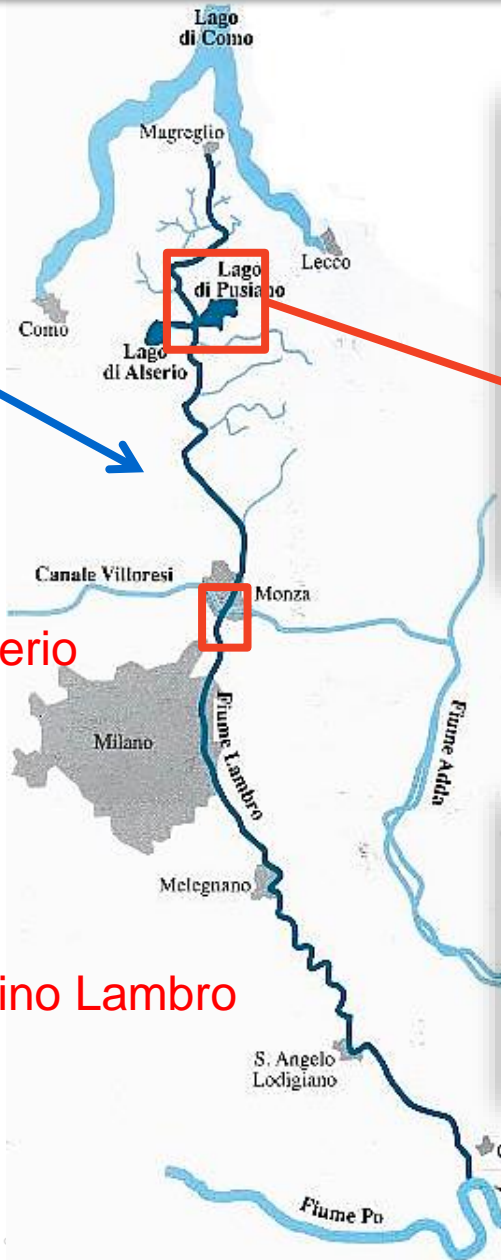 Lago
di Como
Magreglio
Lecco
Lago
di Pusiano
Como
Lago
di Alserio
Canale Villoresi
Monza
erio
Milano
Fiume Lambro
Fiume Adda
Melegnano
ino Lambro
S. Angelo
Lodigiano
Fiume Po